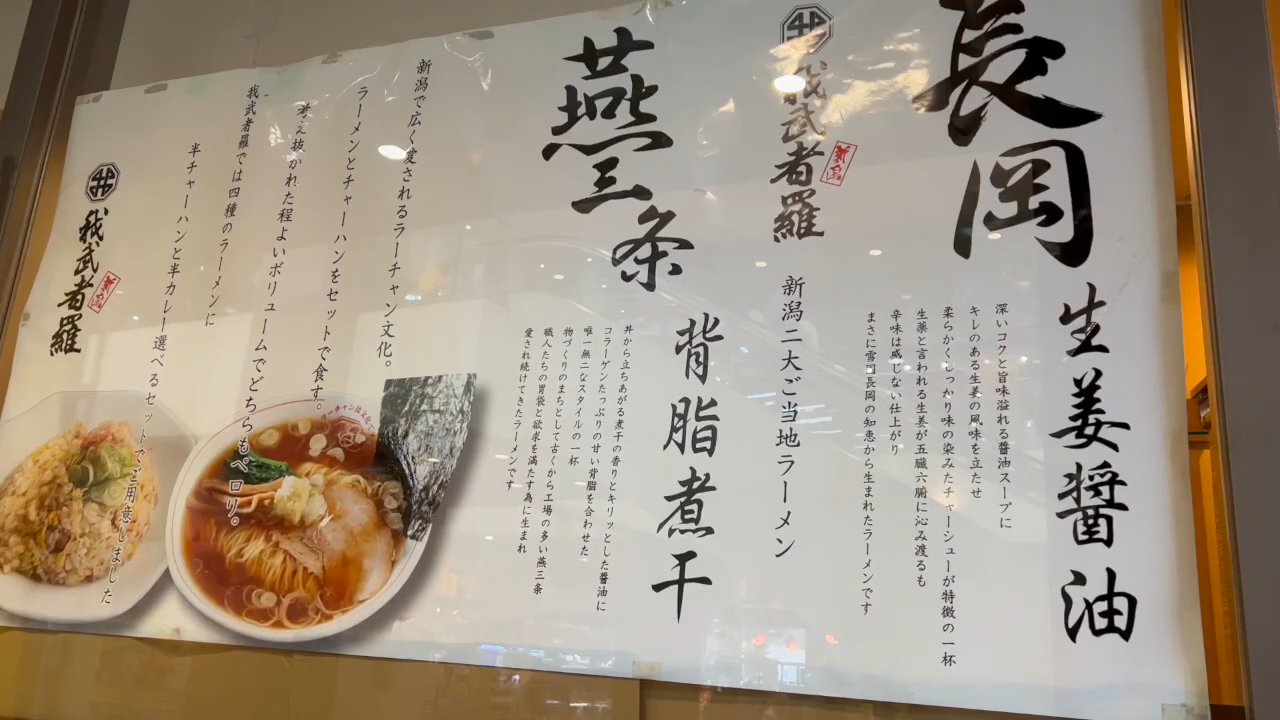 長岡
生姜醬油
深いコクと旨味溢れる醬油スープに
キレのある生姜の風味を立たせ
柔らかくしっかり味の染みたチャーシューが特徴の一杯
生薬と言われる生姜が五臓六腑に沁み渡るも
辛味は感じない仕上がり
まさに雪国長岡の知恵から生まれたラーメンです
我武者羅
新潟
新潟二大ご当地ラーメン
燕三条
背脂煮干
丼から立ちあがる煮干の香りとキリッとした醬油に
コラーゲンたっぷりの甘い背脂を合わせた
唯一無二なスタイルの一杯
物づくりのまちとして古くから工場の多い燕三条
職人たちの胃袋と欲求を満たす為に生まれ
愛され続けてきたラーメンです
新潟で広く愛されるラーチャン文化。
ラーメンとチャーハンをセットで食す。
考え抜かれた程よいボリュームでどちらもペロリ。
我武者羅では四種のラーメンに
半チャーハンと半カレー選べるセットでご用意しました
我武者羅
新潟